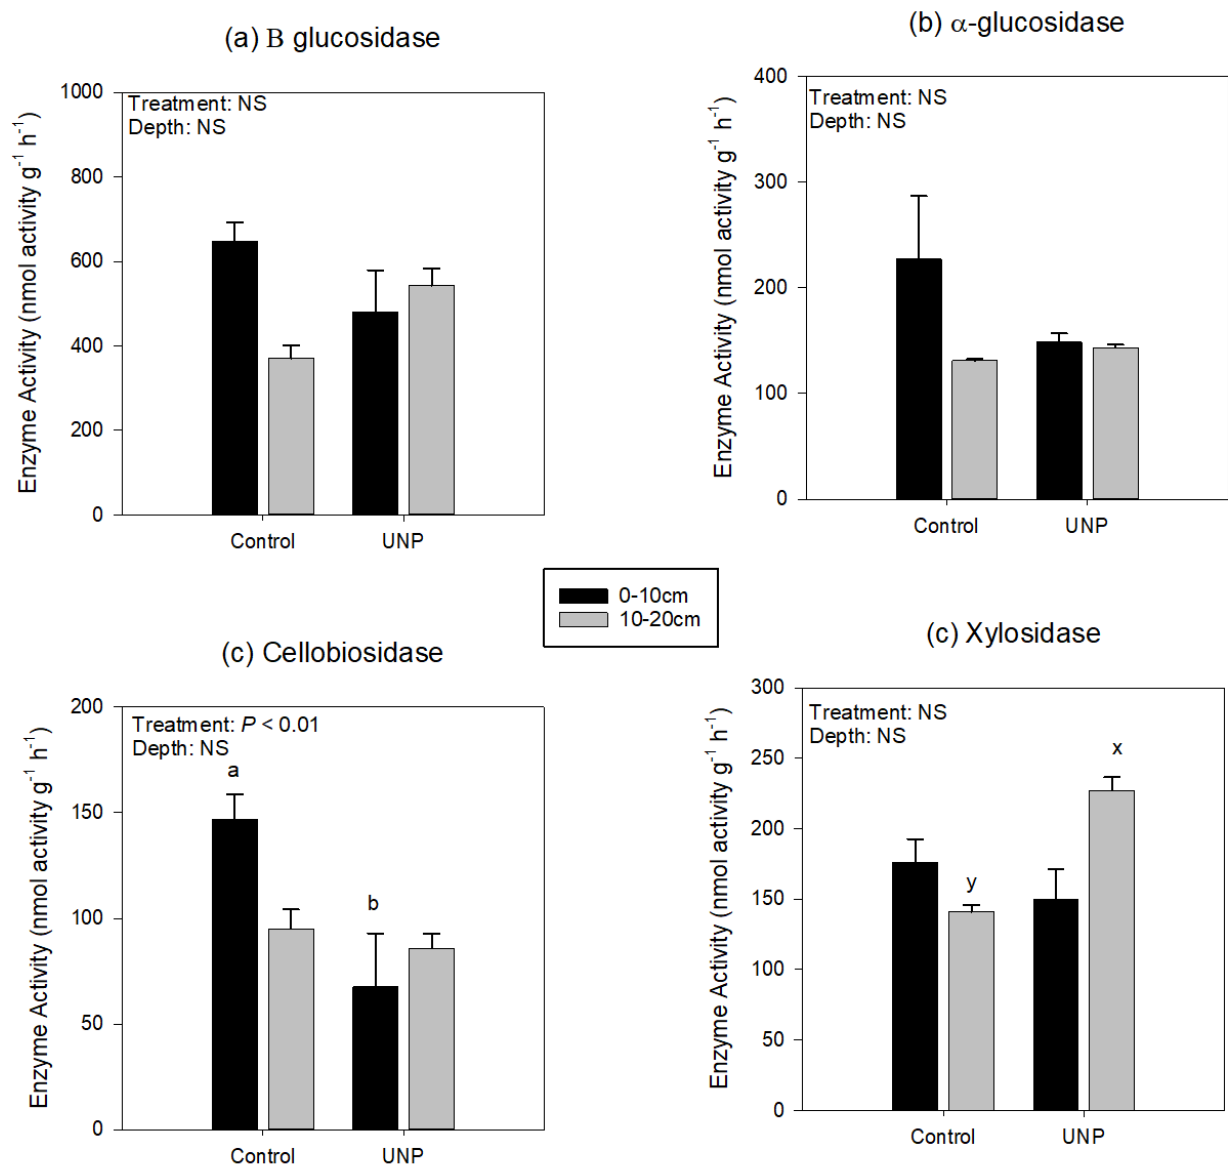 (a) B glucosidase
Enzyme Activity (nmol activity g⁻¹ h⁻¹)
1000
800
600
400
200
0
Treatment: NS
Depth: NS
Control
UNP
(b) α-glucosidase
Enzyme Activity (nmol activity g⁻¹ h⁻¹)
400
300
200
100
0
Treatment: NS
Depth: NS
Control
UNP
0-10cm
10-20cm
(c) Cellobiosidase
Enzyme Activity (nmol activity g⁻¹ h⁻¹)
200
150
100
50
0
Treatment: P < 0.01
Depth: NS
a
b
Control
UNP
(c) Xylosidase
Enzyme Activity (nmol activity g⁻¹ h⁻¹)
300
250
200
150
100
50
0
Treatment: NS
Depth: NS
x
y
Control
UNP